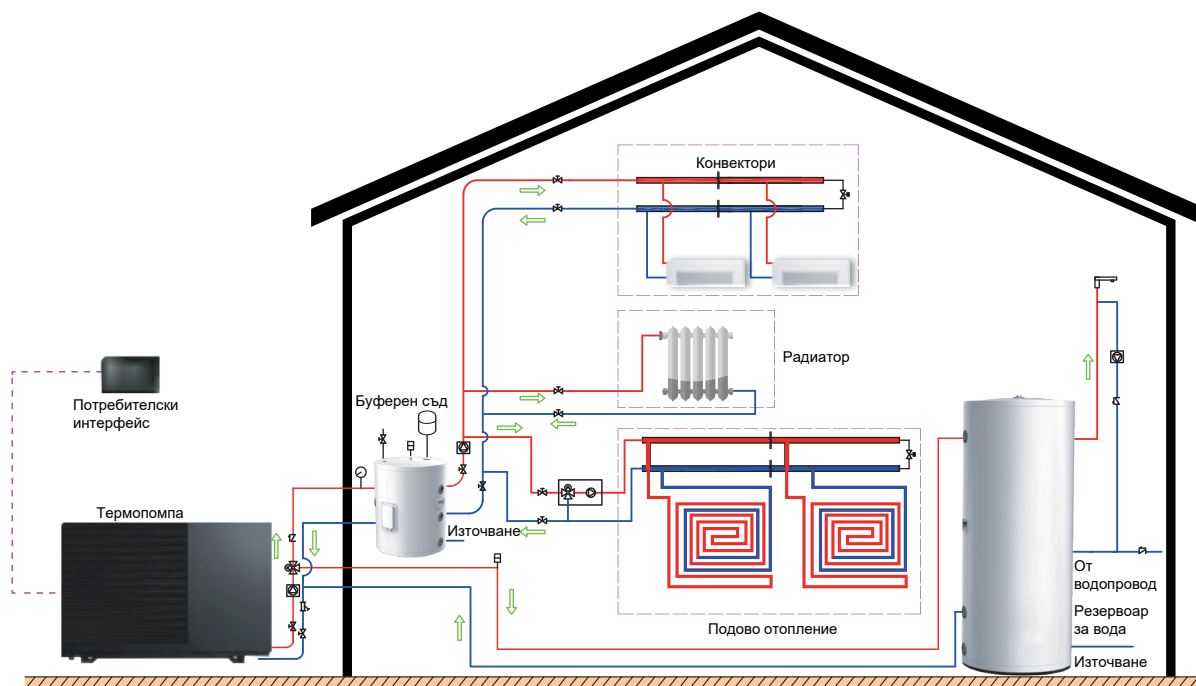 Конвектори
Радиатор
Потребителски
интерфейс
Буферен съд
Термопомпа
Източване
От
водопровод
Резервоар
за вода
Източване
Подово отопление